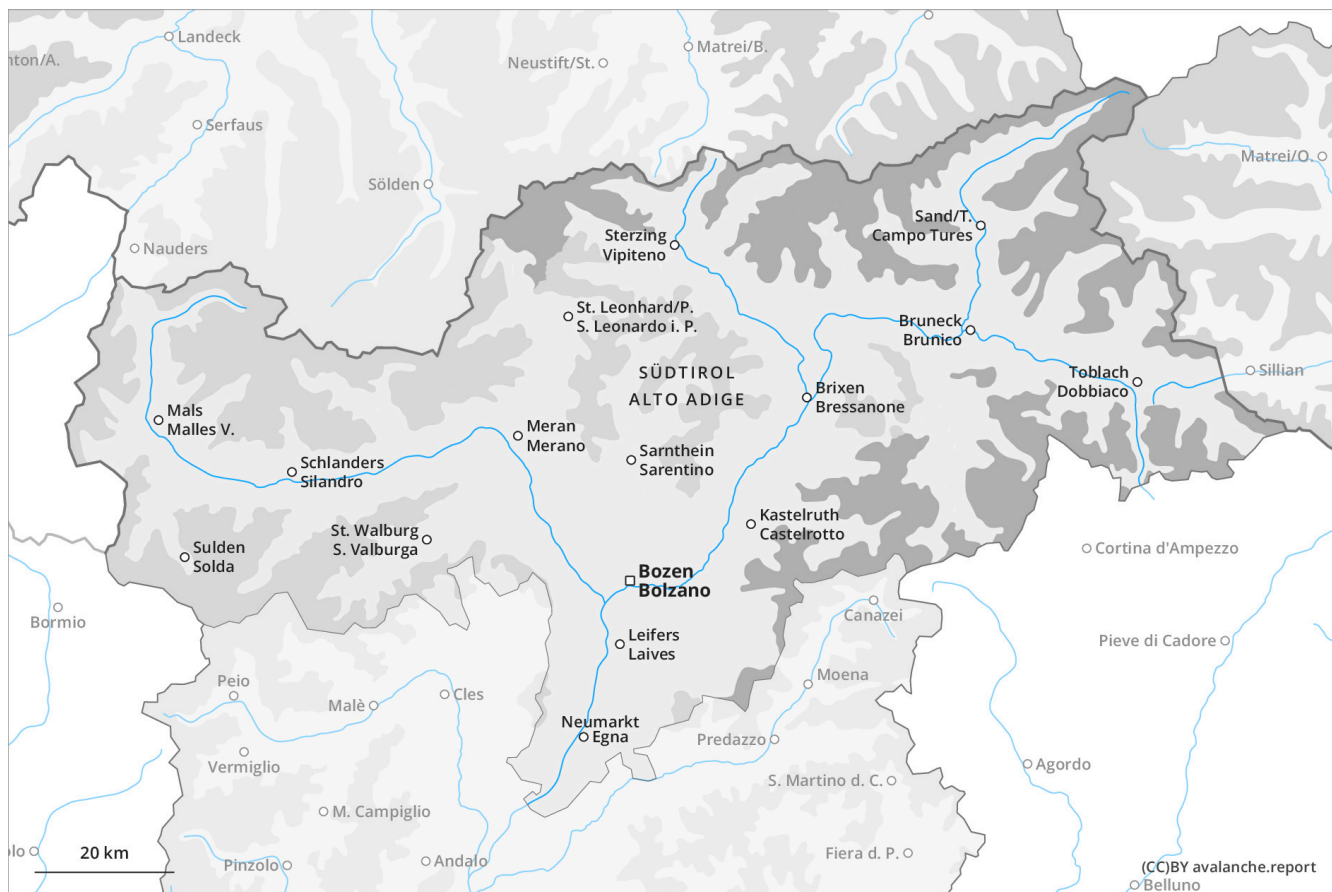 Landeck
nton/A.
Neustift/St.
Matrei/B.
Serfaus
Matrei/O.
Sölden
Sand/T.
Campo Tures
Nauders
Sterzing
Vipiteno
St. Leonhard/P.
S. Leonardo i. P.
Bruneck
Brunico
SÜDTIROL
ALTO ADIGE
Toblach
Dobbiaco
Sillian
Brixen
Bressanone
Mals
Malles V.
Meran
Merano
Sarnthein
Sarentino
Schlanders
Silandro
Kastelruth
Castelrotto
St. Walburg
S. Valburga
Sulden
Solda
Cortina d'Ampezzo
Bozen
Bolzano
Bormio
Canazei
Leifers
Laives
Pieve di Cadore
Peio
Moena
Malè
Cles
Neumarkt
Egna
Predazzo
Vermiglio
Agordo
S. Martino d. C.
M. Campiglio
olo
20 km
Pinzolo
Andalo
Fiera d. P.
(CC)BY avalanche.report
Belluno